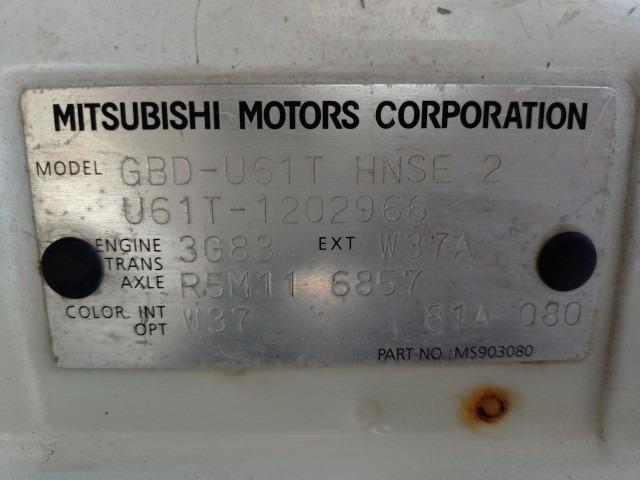 MITSUBISHI MOTORS CORPORATION
MODEL GBD-U61T HNSE 2
U61T-1202966
ENGINE 3G83 EXT W37A
TRANS
AXLE R5M11 6857
COLOR INT W37 81A 080
OPT
PART NO : MS903080